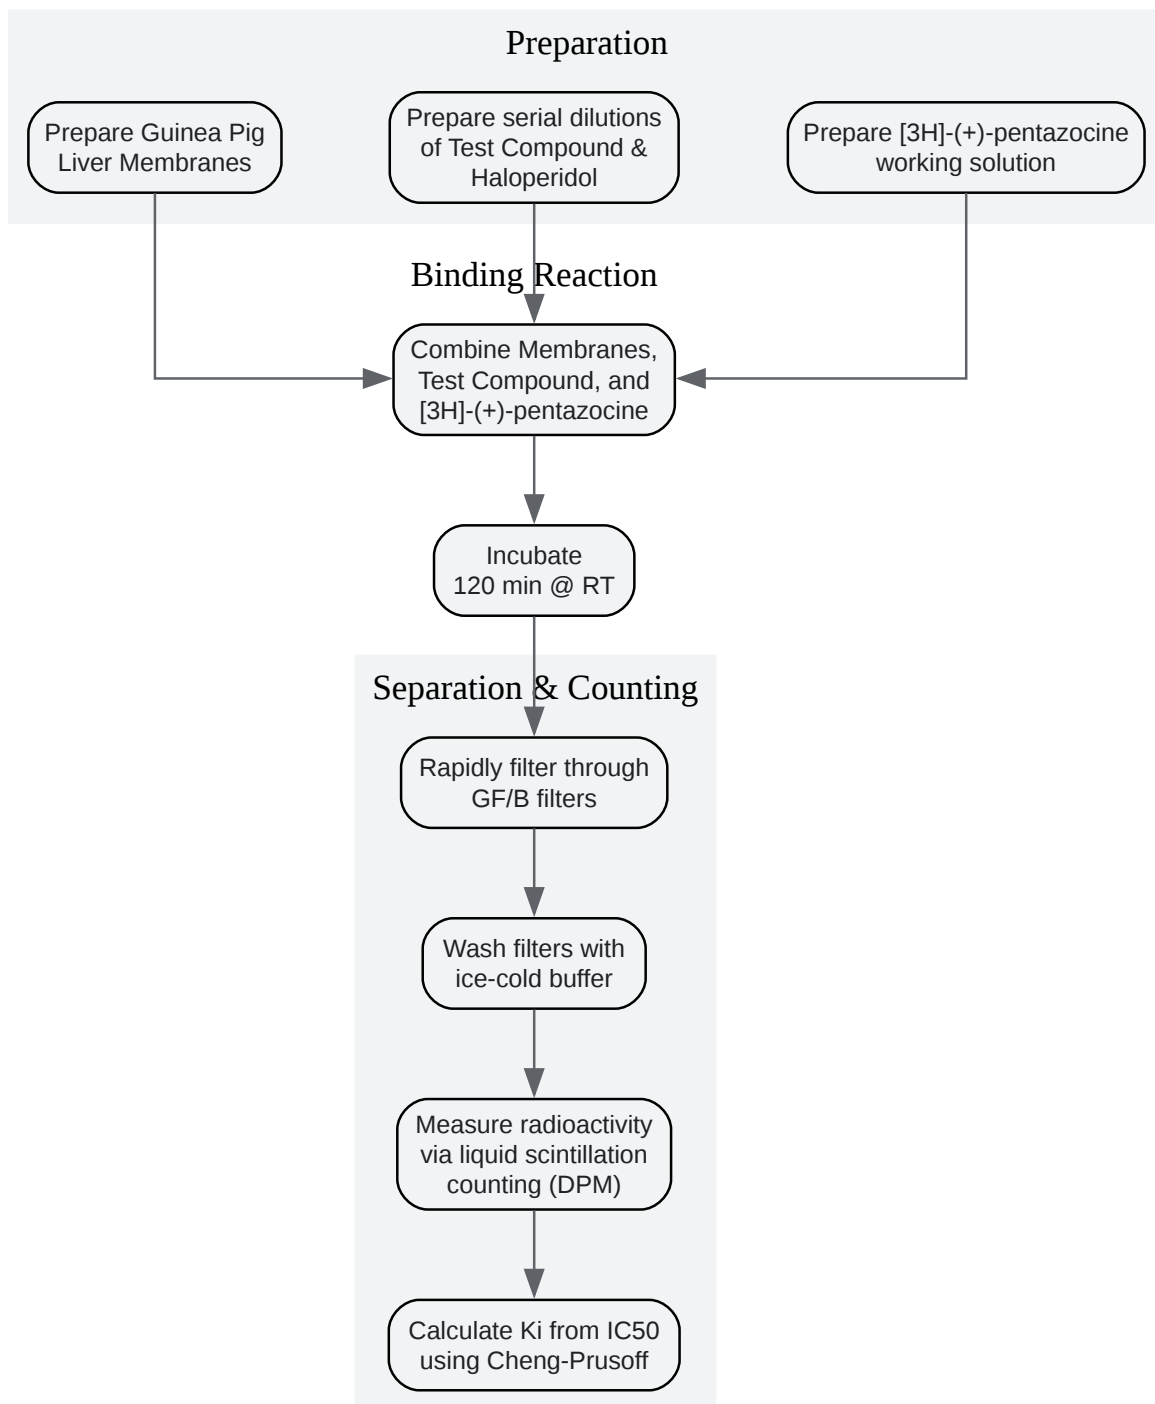 Preparation
Prepare Guinea Pig
Liver Membranes
Prepare serial dilutions
of Test Compound &
Haloperidol
Prepare [3H]-(+)-pentazocine
working solution
Binding Reaction
Combine Membranes,
Test Compound, and
[3H]-(+)-pentazocine
Incubate
120 min @ RT
Separation & Counting
Rapidly filter through
GF/B filters
Wash filters with
ice-cold buffer
Measure radioactivity
via liquid scintillation
counting (DPM)
Calculate Ki from IC50
using Cheng-Prusoff